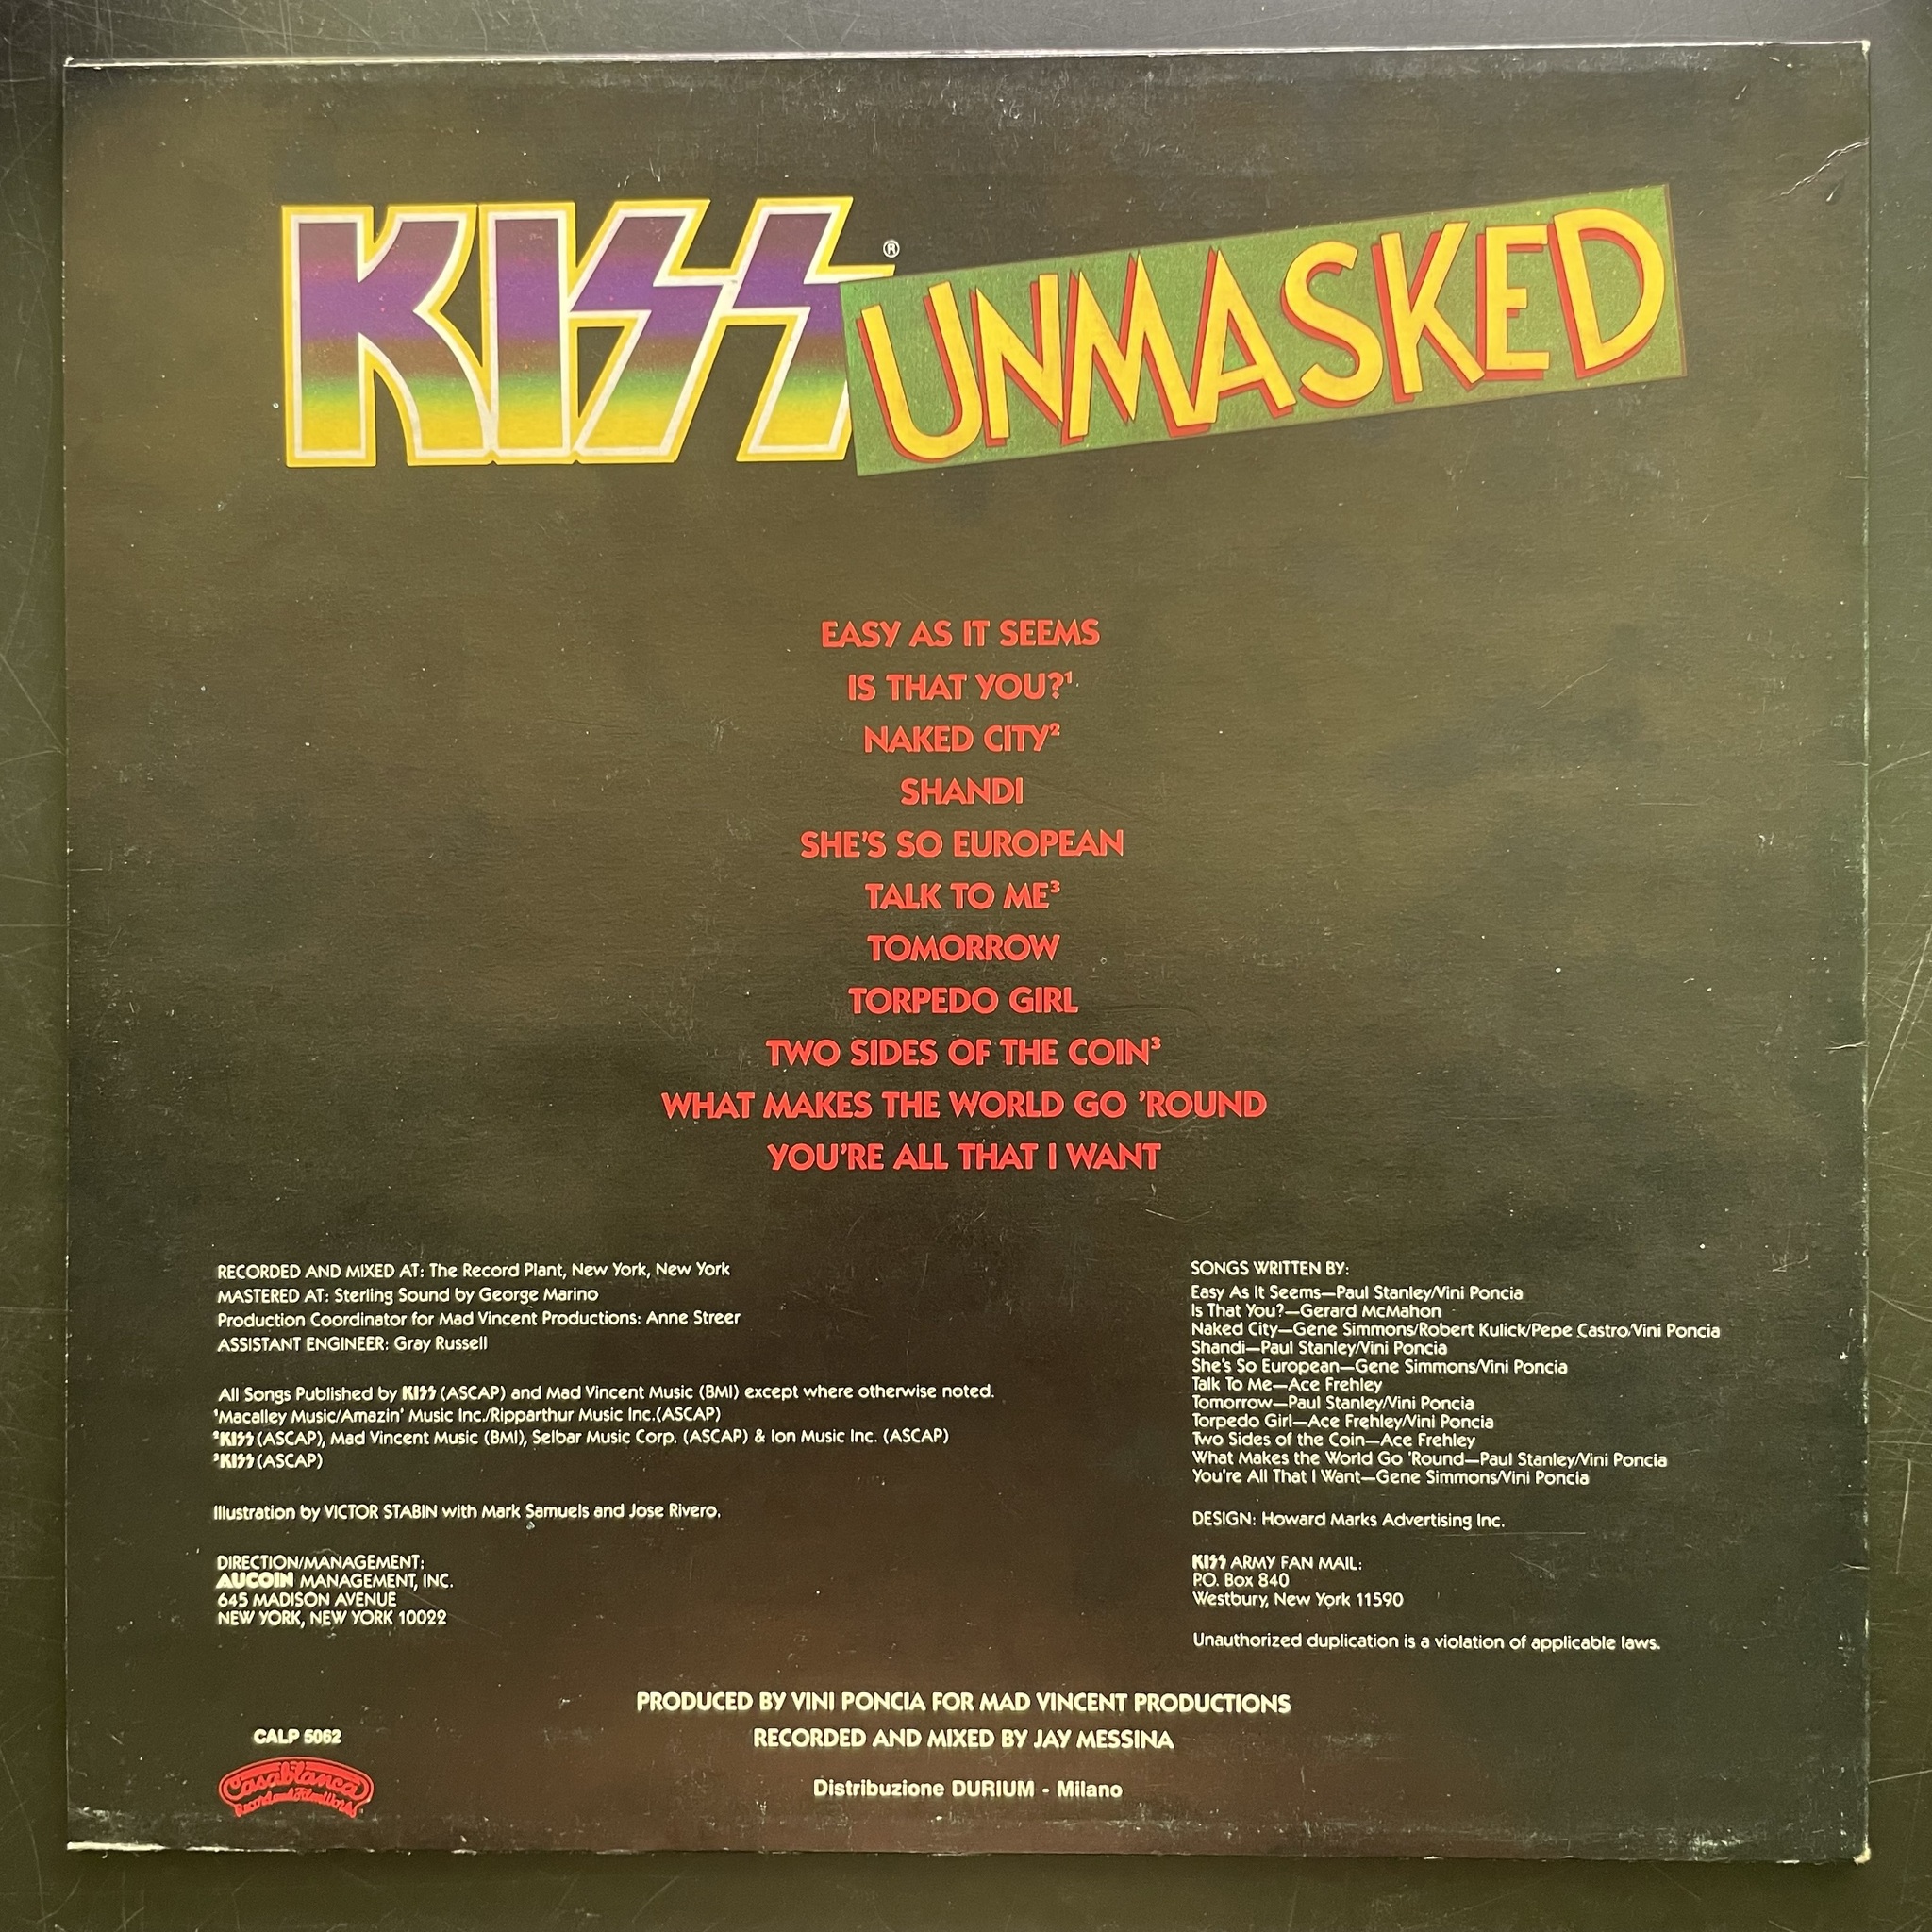 KISS®
UNMASKED
EASY AS IT SEEMS
IS THAT YOU?¹
NAKED CITY²
SHANDI
SHE'S SO EUROPEAN
TALK TO ME³
TOMORROW
TORPEDO GIRL
TWO SIDES OF THE COIN³
WHAT MAKES THE WORLD GO 'ROUND
YOU'RE ALL THAT I WANT
RECORDED AND MIXED AT: The Record Plant, New York, New York
MASTERED AT: Sterling Sound by George Marino
Production Coordinator for Mad Vincent Productions: Anne Streer
ASSISTANT ENGINEER: Gray Russell
All Songs Published by KISS (ASCAP) and Mad Vincent Music (BMI) except where otherwise noted.
¹Macalley Music/Amazin' Music Inc./Ripparthur Music Inc.(ASCAP)
²KISS (ASCAP), Mad Vincent Music (BMI), Selbar Music Corp. (ASCAP) & Ion Music Inc. (ASCAP)
³KISS (ASCAP)
Illustration by VICTOR STABIN with Mark Samuels and Jose Rivero.
DIRECTION/MANAGEMENT:
AUCOIN MANAGEMENT, INC.
645 MADISON AVENUE
NEW YORK, NEW YORK 10022
SONGS WRITTEN BY:
Easy As It Seems—Paul Stanley/Vini Poncia
Is That You?—Gerard McMahon
Naked City—Gene Simmons/Robert Kulick/Pepe Castro/Vini Poncia
Shandi—Paul Stanley/Vini Poncia
She's So European—Gene Simmons/Vini Poncia
Talk To Me—Ace Frehley
Tomorrow—Paul Stanley/Vini Poncia
Torpedo Girl—Ace Frehley/Vini Poncia
Two Sides of the Coin—Ace Frehley
What Makes the World Go 'Round—Paul Stanley/Vini Poncia
You're All That I Want—Gene Simmons/Vini Poncia
DESIGN: Howard Marks Advertising Inc.
KISS ARMY FAN MAIL:
P.O. Box 840
Westbury, New York 11590
Unauthorized duplication is a violation of applicable laws.
PRODUCED BY VINI PONCIA FOR MAD VINCENT PRODUCTIONS
RECORDED AND MIXED BY JAY MESSINA
Distribuzione DURIUM - Milano
CALP 5062
Casablanca
Record and FilmWorks